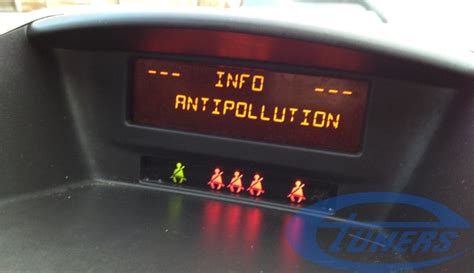 --- INFO ---
ANTIPOLLUTION
TUNERS